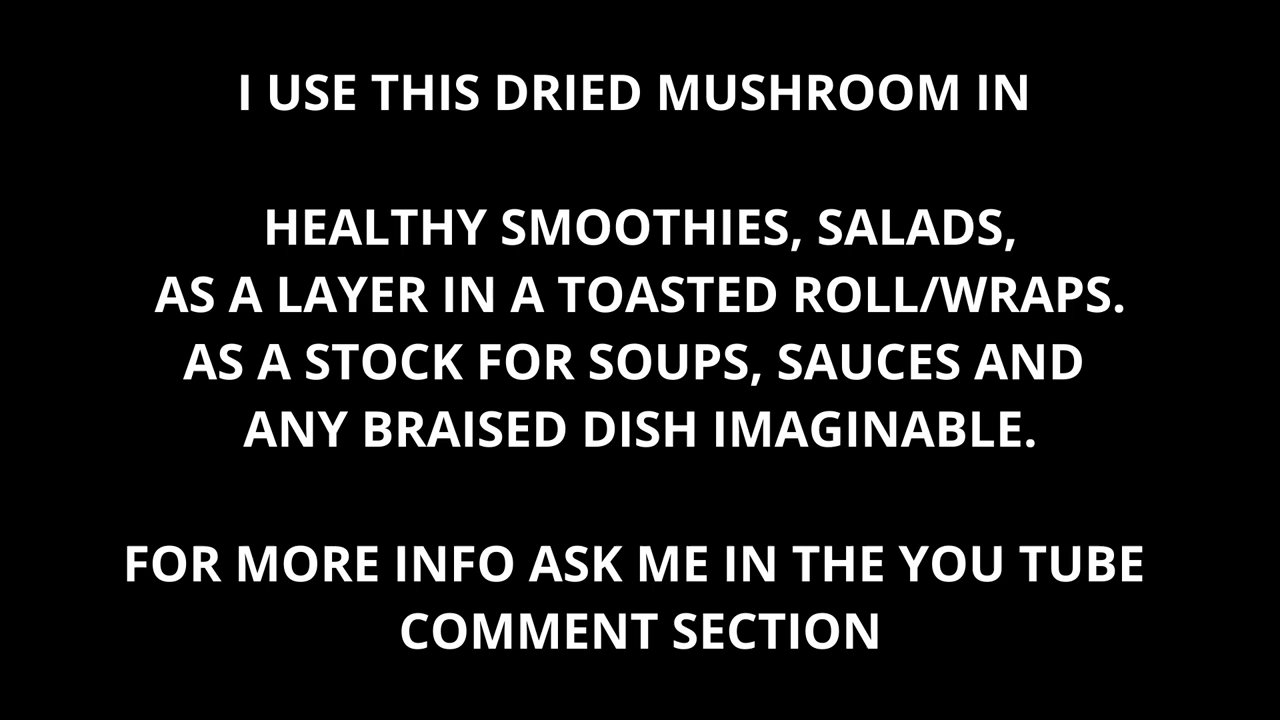 I USE THIS DRIED MUSHROOM IN
HEALTHY SMOOTHIES, SALADS,
AS A LAYER IN A TOASTED ROLL/WRAPS.
AS A STOCK FOR SOUPS, SAUCES AND
ANY BRAISED DISH IMAGINABLE.
FOR MORE INFO ASK ME IN THE YOU TUBE
COMMENT SECTION